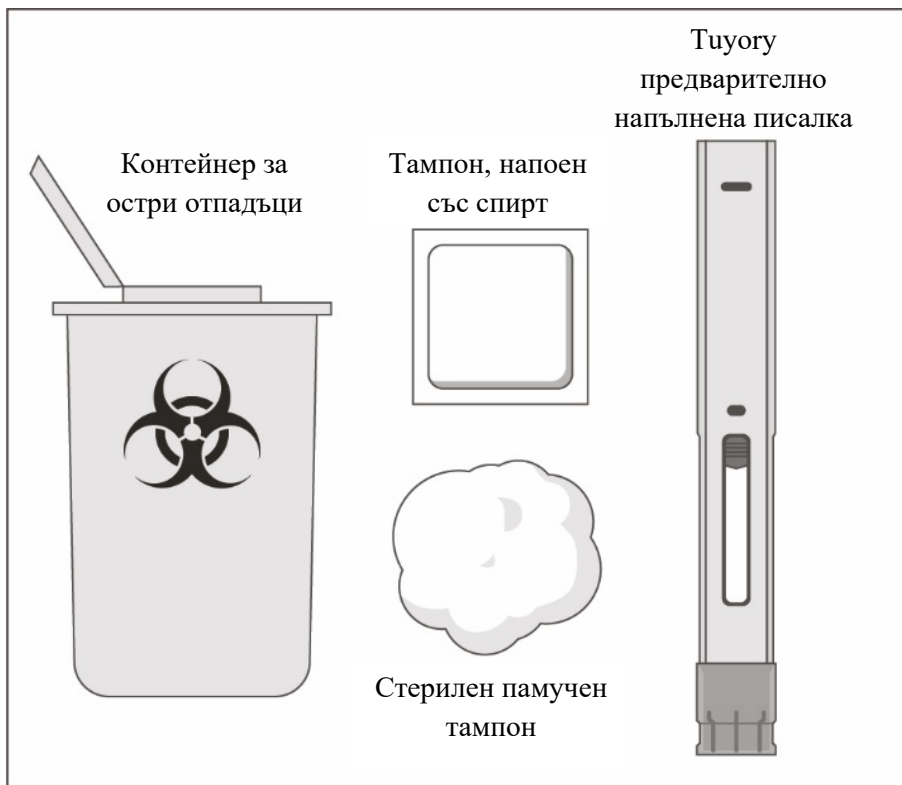 Tuyory
предварително
напълнена писалка
Контейнер за
остри отпадъци
Тампон, напоен
със спирт
Стерилен памучен
тампон